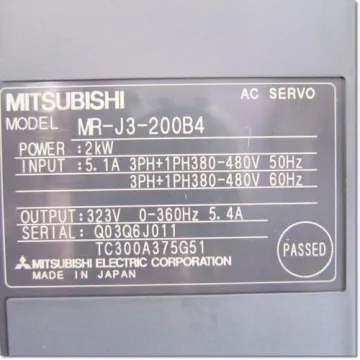 MITSUBISHI AC SERVO
MODEL MR-J3-200B4
POWER :2kW
INPUT :5.1A 3PH+1PH380-480V 50Hz
3PH+1PH380-480V 60Hz
OUTPUT:323V 0-360Hz 5.4A
SERIAL: Q03Q6J011
TC300A375G51
MITSUBISHI ELECTRIC CORPORATION
MADE IN JAPAN
PASSED